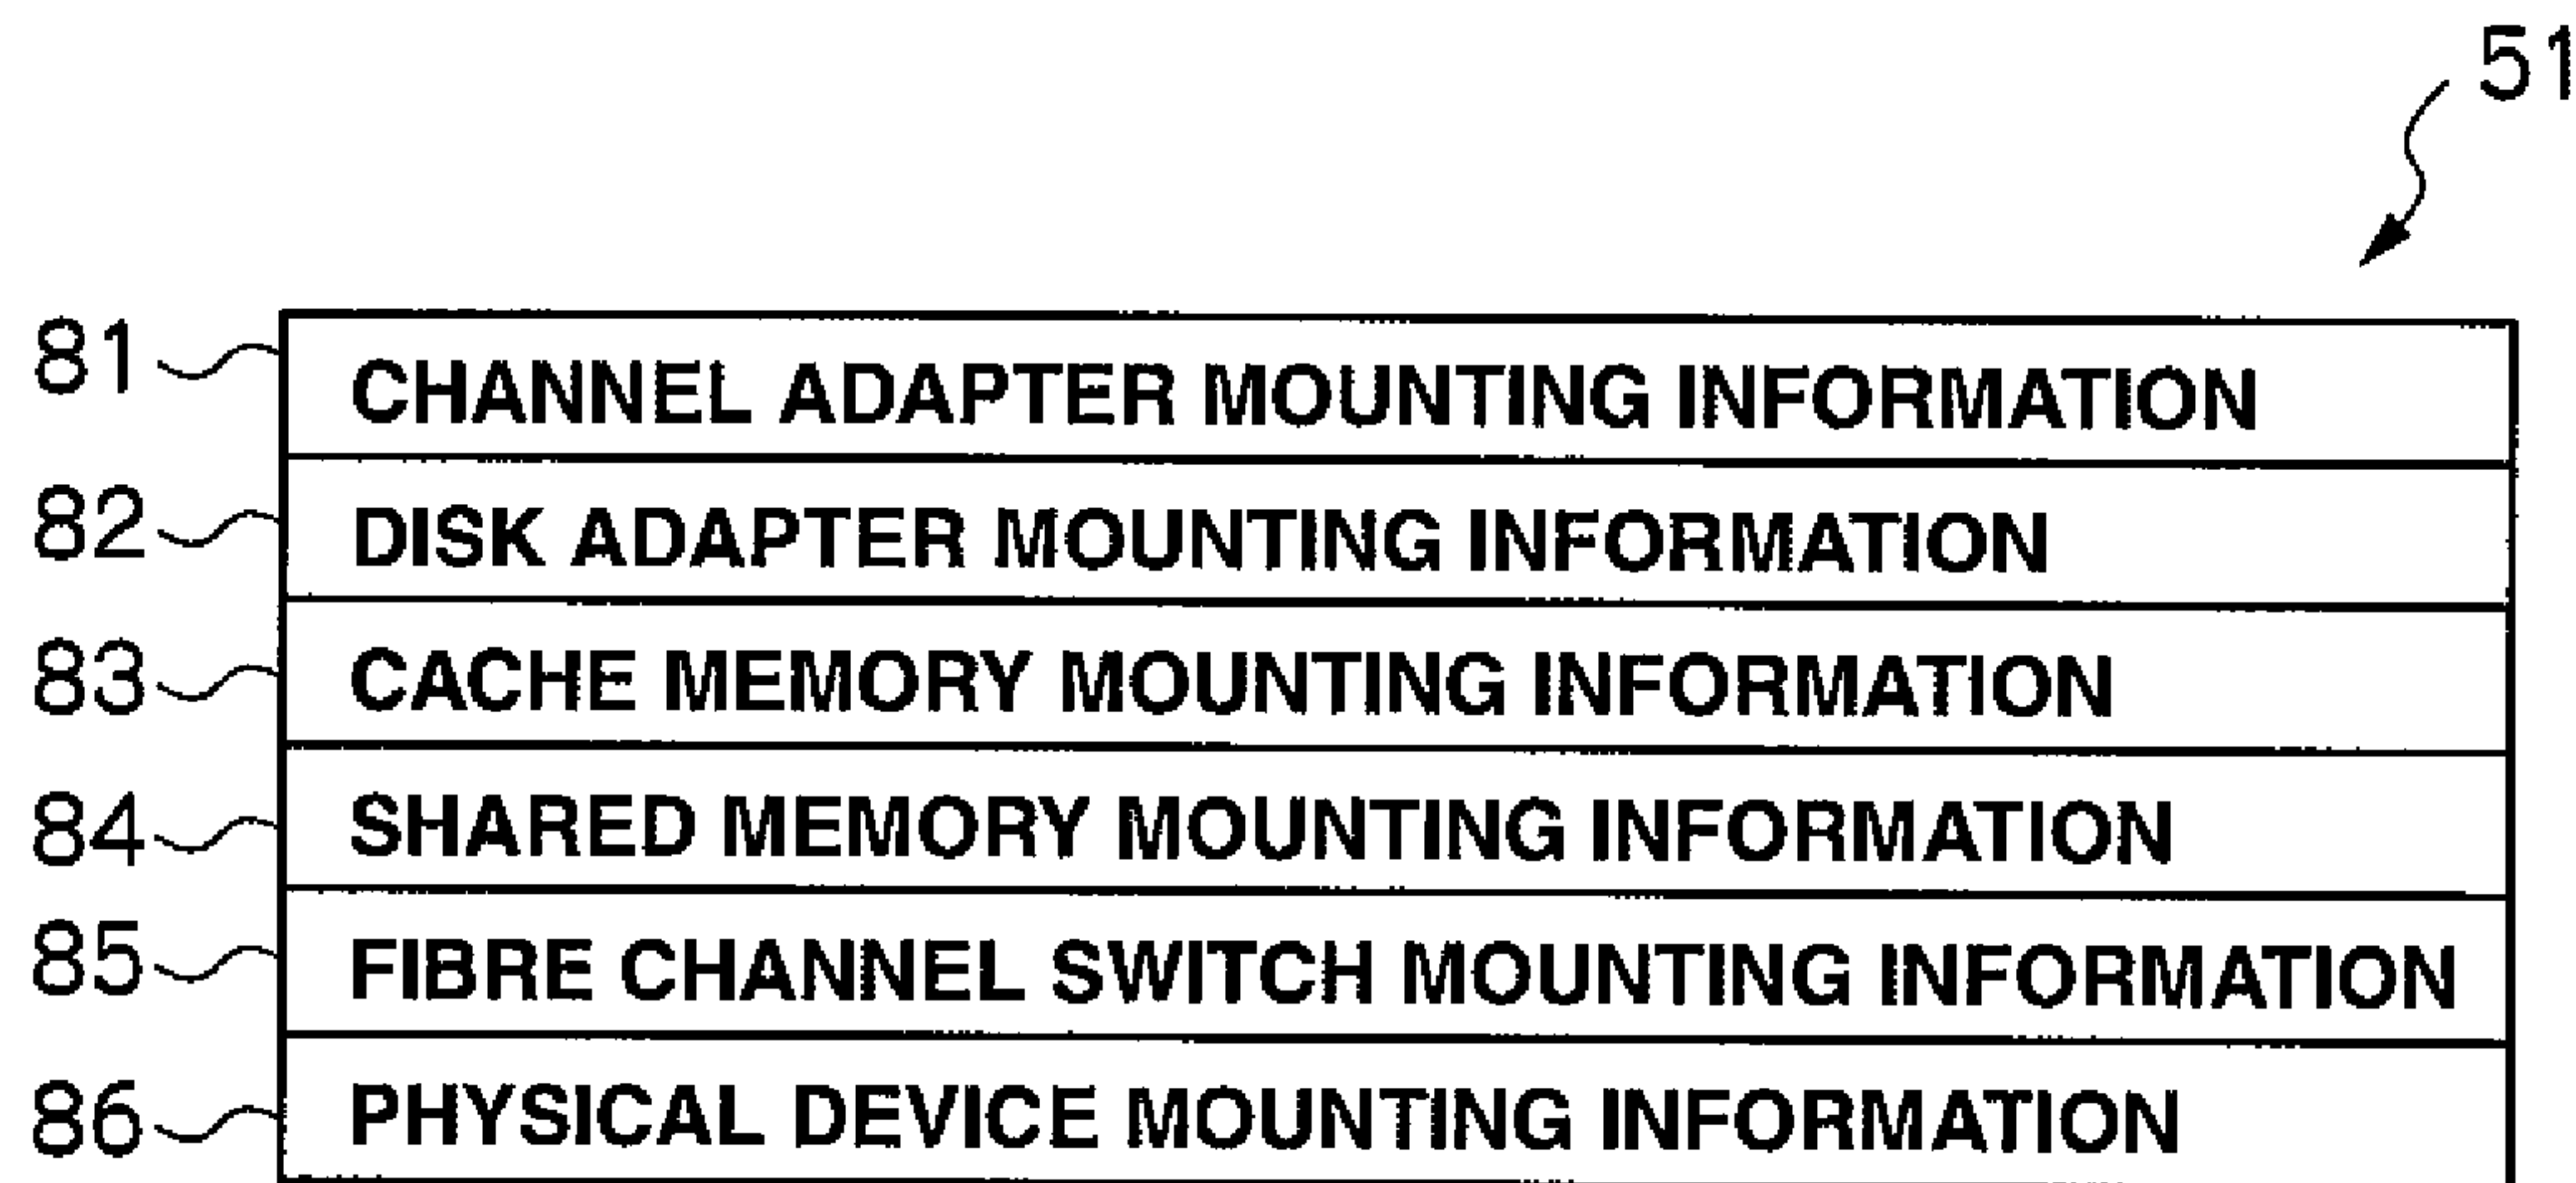 51
81 CHANNEL ADAPTER MOUNTING INFORMATION
82 DISK ADAPTER MOUNTING INFORMATION
83 CACHE MEMORY MOUNTING INFORMATION
84 SHARED MEMORY MOUNTING INFORMATION
85 FIBRE CHANNEL SWITCH MOUNTING INFORMATION
86 PHYSICAL DEVICE MOUNTING INFORMATION